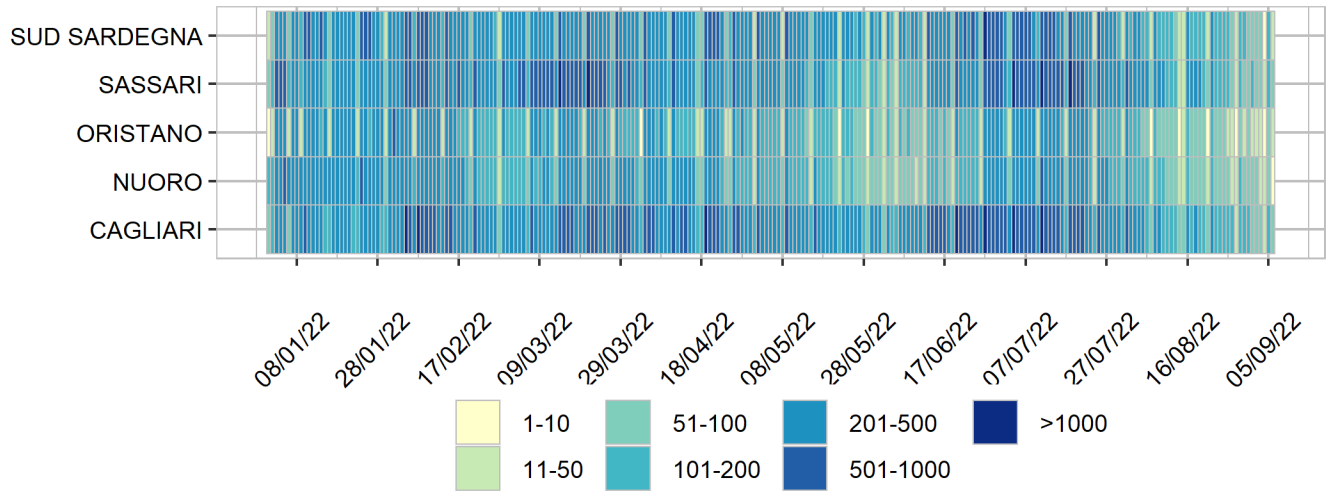 SUD SARDEGNA
SASSARI
ORISTANO
NUORO
CAGLIARI
08/01/22 28/01/22 17/02/22 09/03/22 29/03/22 18/04/22 08/05/22 28/05/22 17/06/22 07/07/22 27/07/22 16/08/22 05/09/22
1-10 51-100 201-500 >1000
11-50 101-200 501-1000